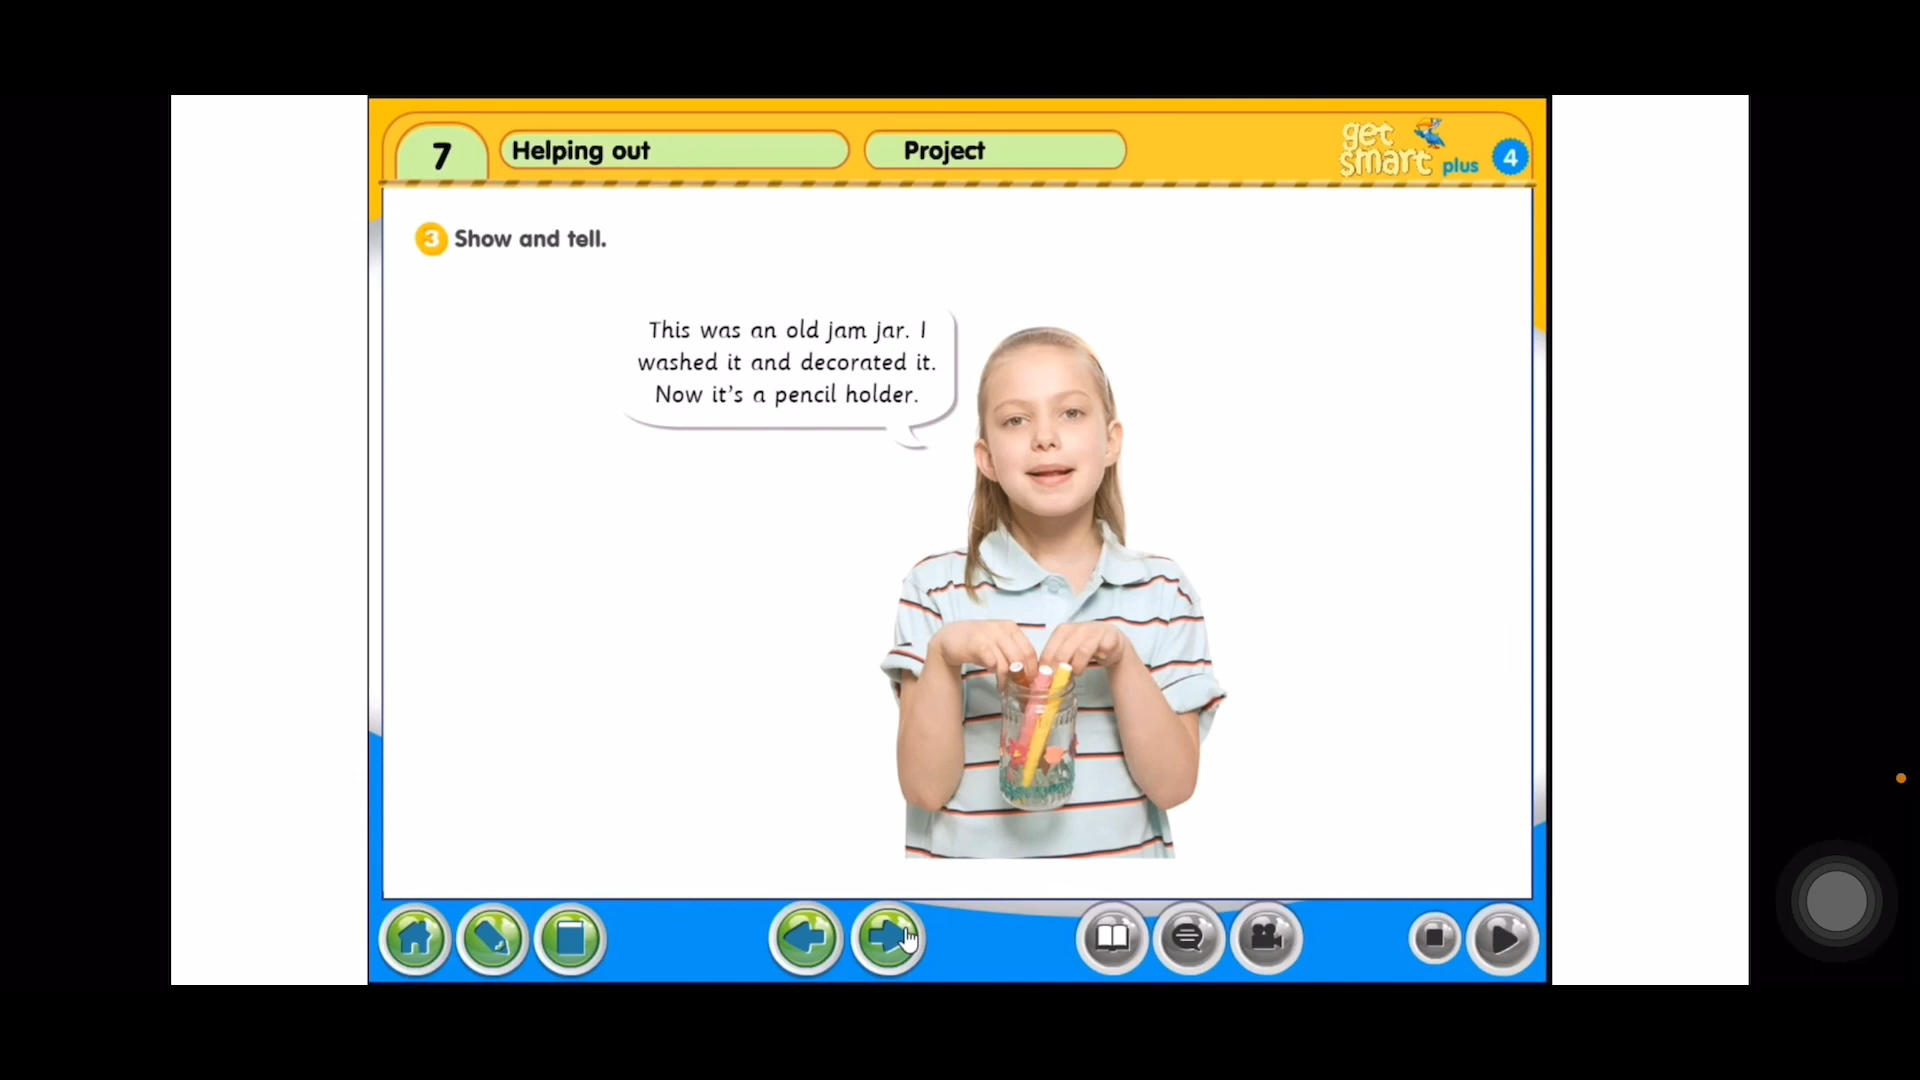 7
Helping out
Project
get
smart plus 4
3 Show and tell.
This was an old jam jar. I
washed it and decorated it.
Now it's a pencil holder.